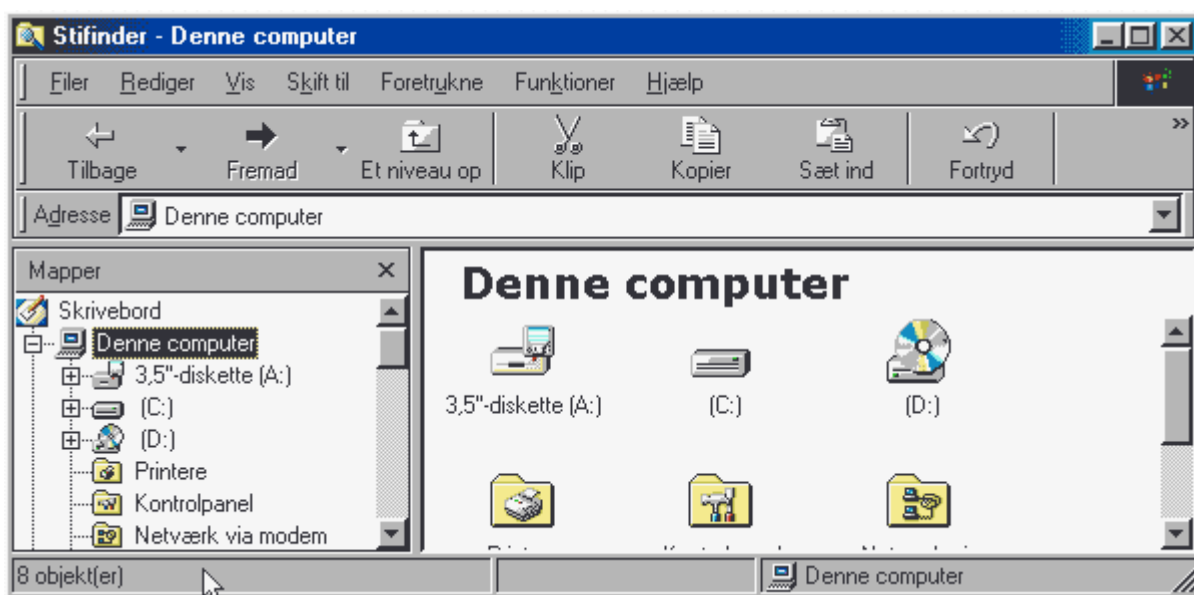 Stifinder - Denne computer
Filer Rediger Vis Skift til Foretrukne Funktioner Hjælp
Tilbage Fremad Et niveau op Klip Kopier Sæt ind Fortryd »
Adresse Denne computer
Mapper
Denne computer
Skrivebord
Denne computer
3,5"-diskette (A:)
(C:)
(D:)
Printere
Kontrolpanel
Netværk via modem
3,5"-diskette (A:) (C:) (D:)
8 objekt(er) Denne computer